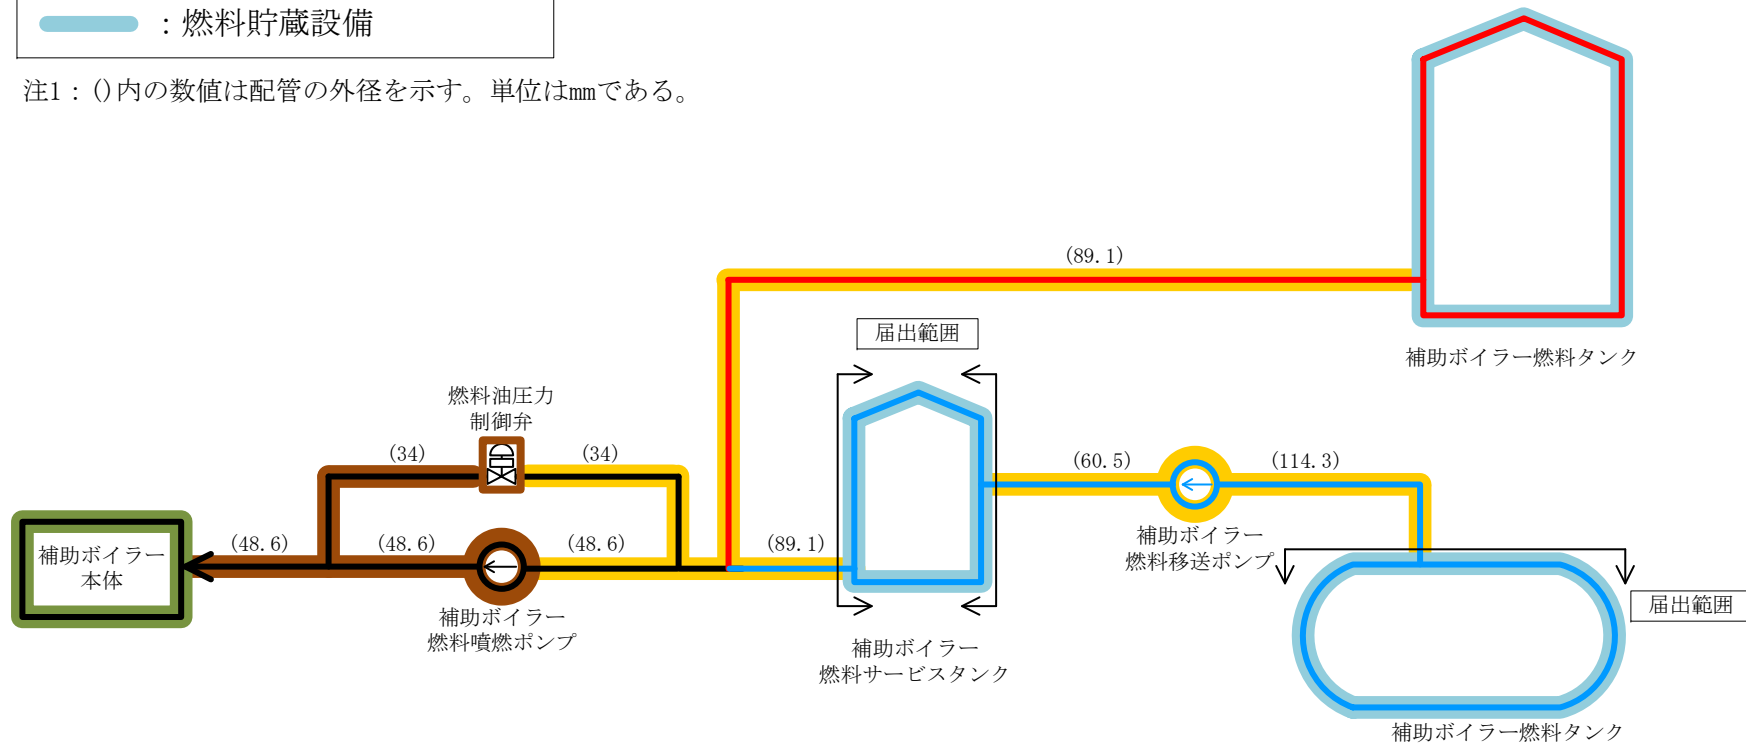 ：燃料貯蔵設備
注1：()内の数値は配管の外径を示す。単位はmmである。
(89.1)
届出範囲
補助ボイラー燃料タンク
燃料油圧力
制御弁
(34)
(34)
(60.5)
(114.3)
補助ボイラー
本体
(48.6)
(48.6)
(48.6)
(89.1)
補助ボイラー
燃料移送ポンプ
補助ボイラー
燃料噴燃ポンプ
届出範囲
補助ボイラー
燃料サービスタンク
補助ボイラー燃料タンク